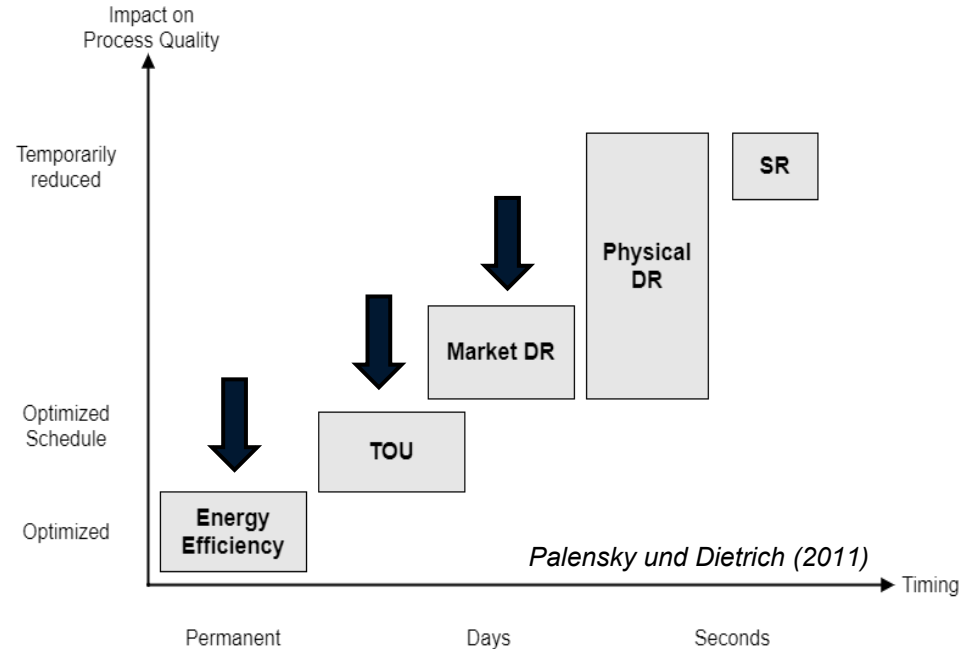 Impact on
Process Quality
Temporarily
reduced
SR
Physical
DR
Market DR
Optimized
Schedule
TOU
Optimized
Energy
Efficiency
Palensky und Dietrich (2011)
Timing
Permanent
Days
Seconds